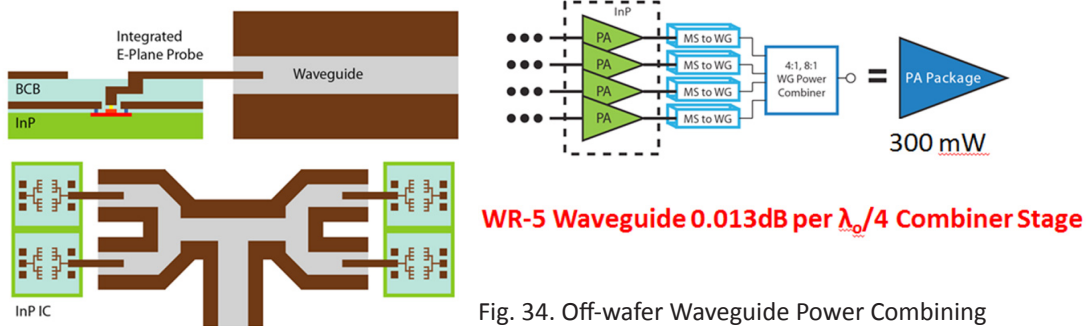 Integrated
E-Plane Probe
BCB
InP
Waveguide
InP IC
InP
PA
PA
PA
PA
MS to WG
MS to WG
MS to WG
MS to WG
4:1, 8:1
WG Power
Combiner
=
PA Package
300 mW
WR-5 Waveguide 0.013dB per λo/4 Combiner Stage
Fig. 34. Off-wafer Waveguide Power Combining